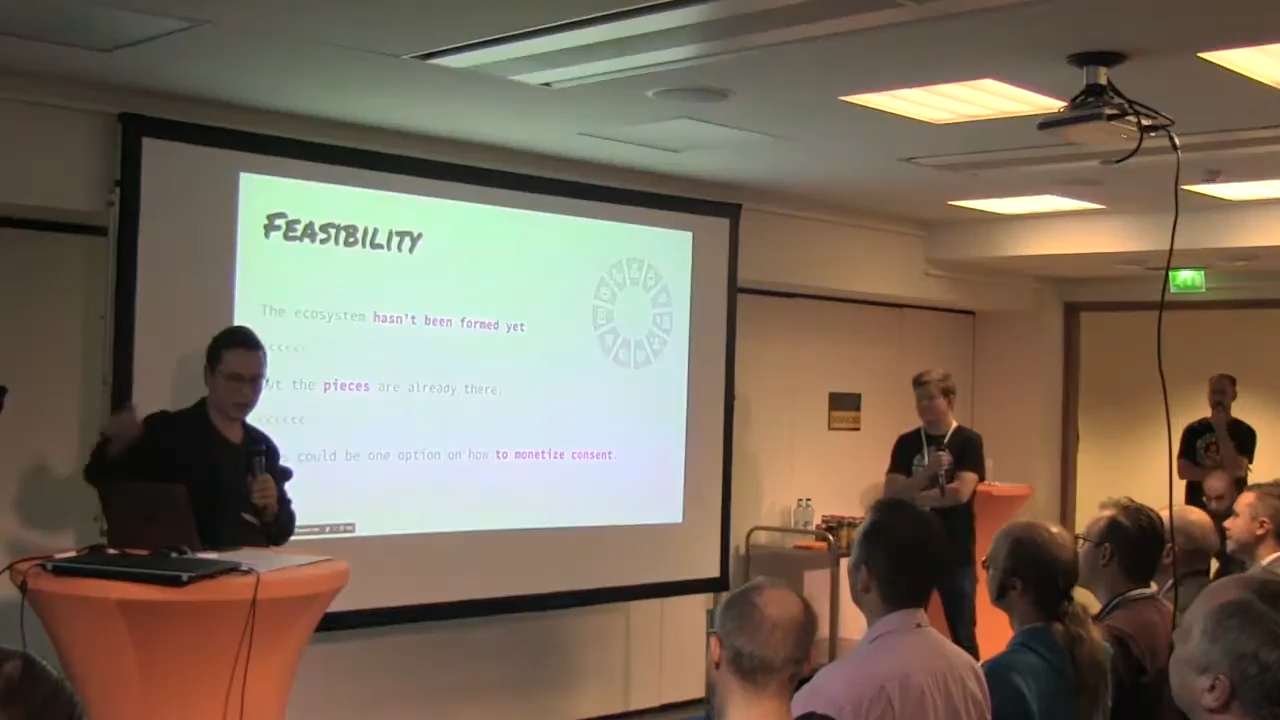 FEASIBILITY
The ecosystem hasn't been formed yet
<<<<<
the pieces are already there.
<<<<<<
could be one option on how to monetize consent.